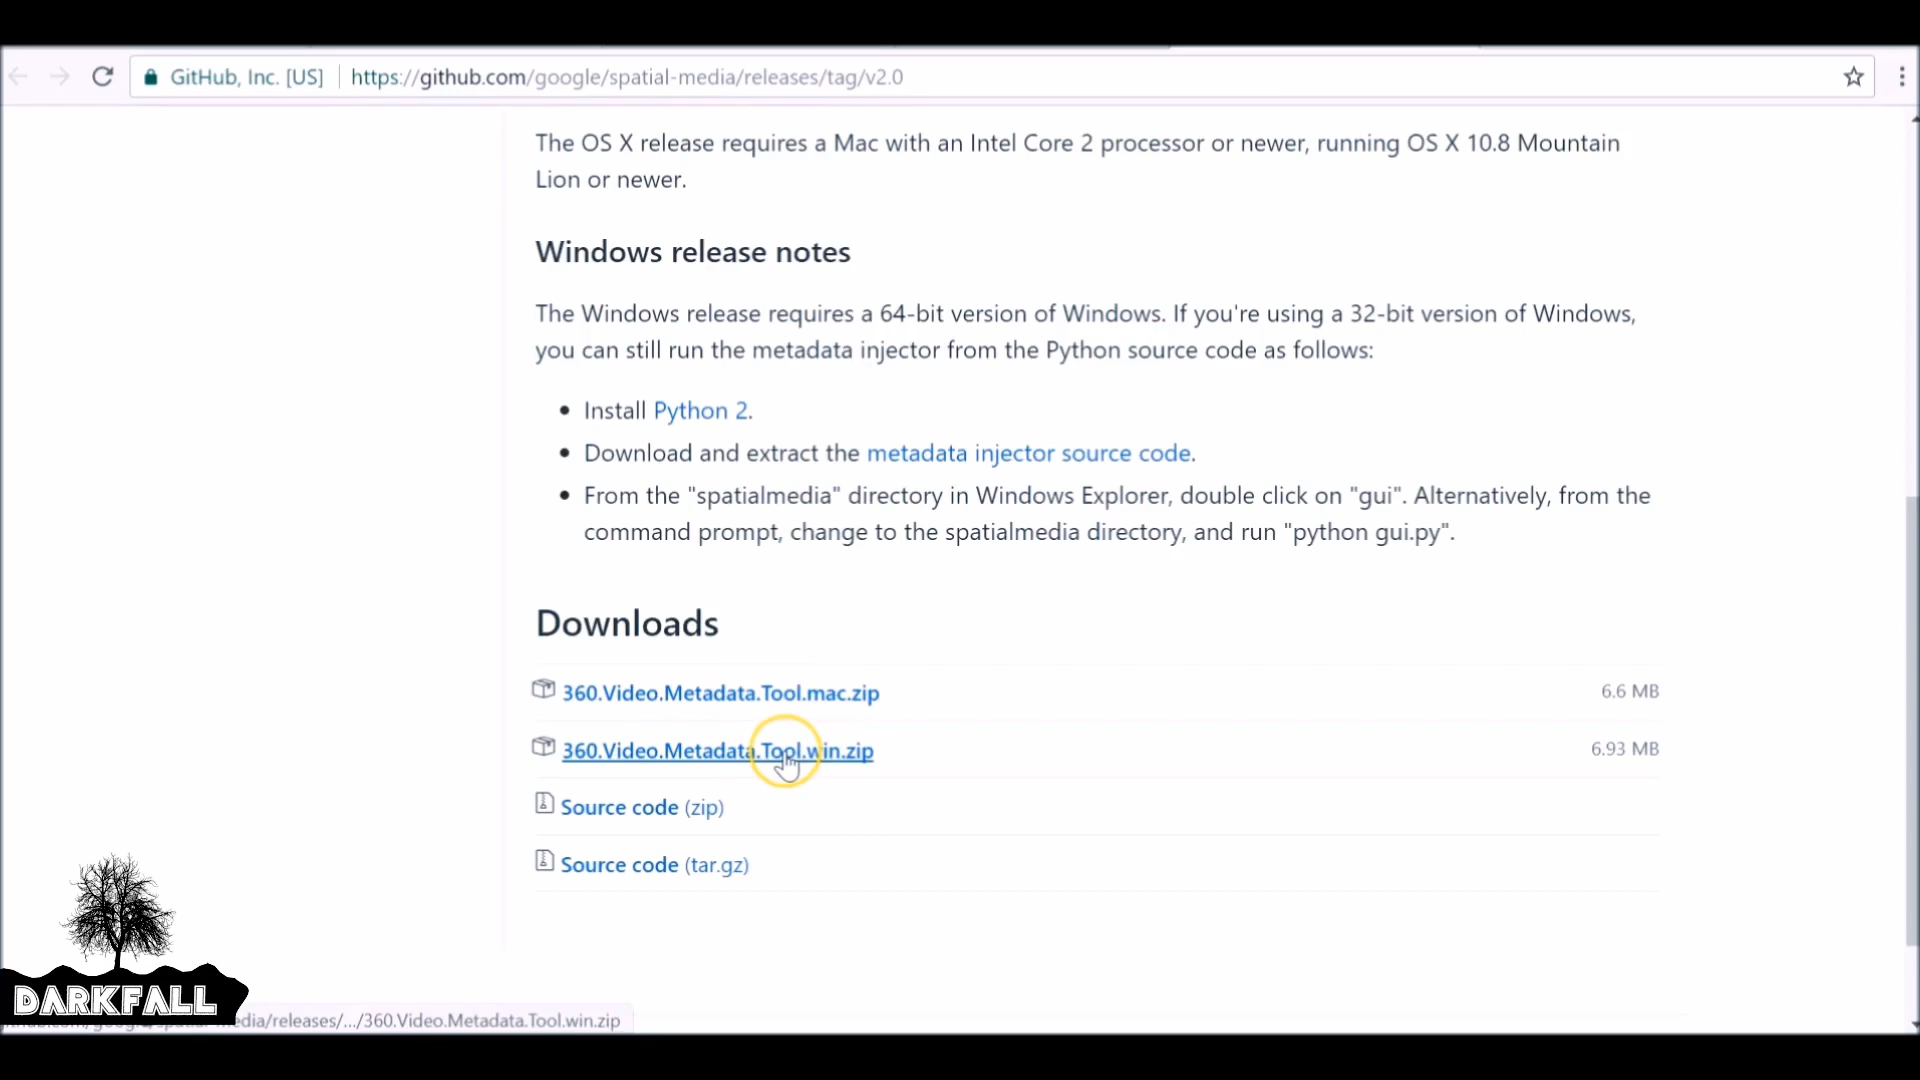 GitHub, Inc. [US] https://github.com/google/spatial-media/releases/tag/v2.0
The OS X release requires a Mac with an Intel Core 2 processor or newer, running OS X 10.8 Mountain
Lion or newer.
Windows release notes
The Windows release requires a 64-bit version of Windows. If you're using a 32-bit version of Windows,
you can still run the metadata injector from the Python source code as follows:
Install Python 2.
Download and extract the metadata injector source code.
From the "spatialmedia" directory in Windows Explorer, double click on "gui". Alternatively, from the
command prompt, change to the spatialmedia directory, and run "python gui.py".
Downloads
360.Video.Metadata.Tool.mac.zip 6.6 MB
360.Video.Metadata.Tool.win.zip 6.93 MB
Source code (zip)
Source code (tar.gz)
DARKFALL
edia/releases/.../360.Video.Metadata.Tool.win.zip